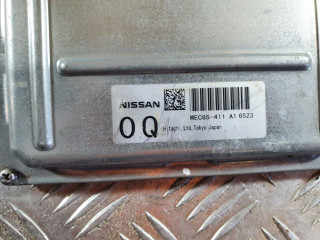 NISSAN
MEC85-411 A1 6523
0Q
Hitachi Ltd.Tokyo Japan